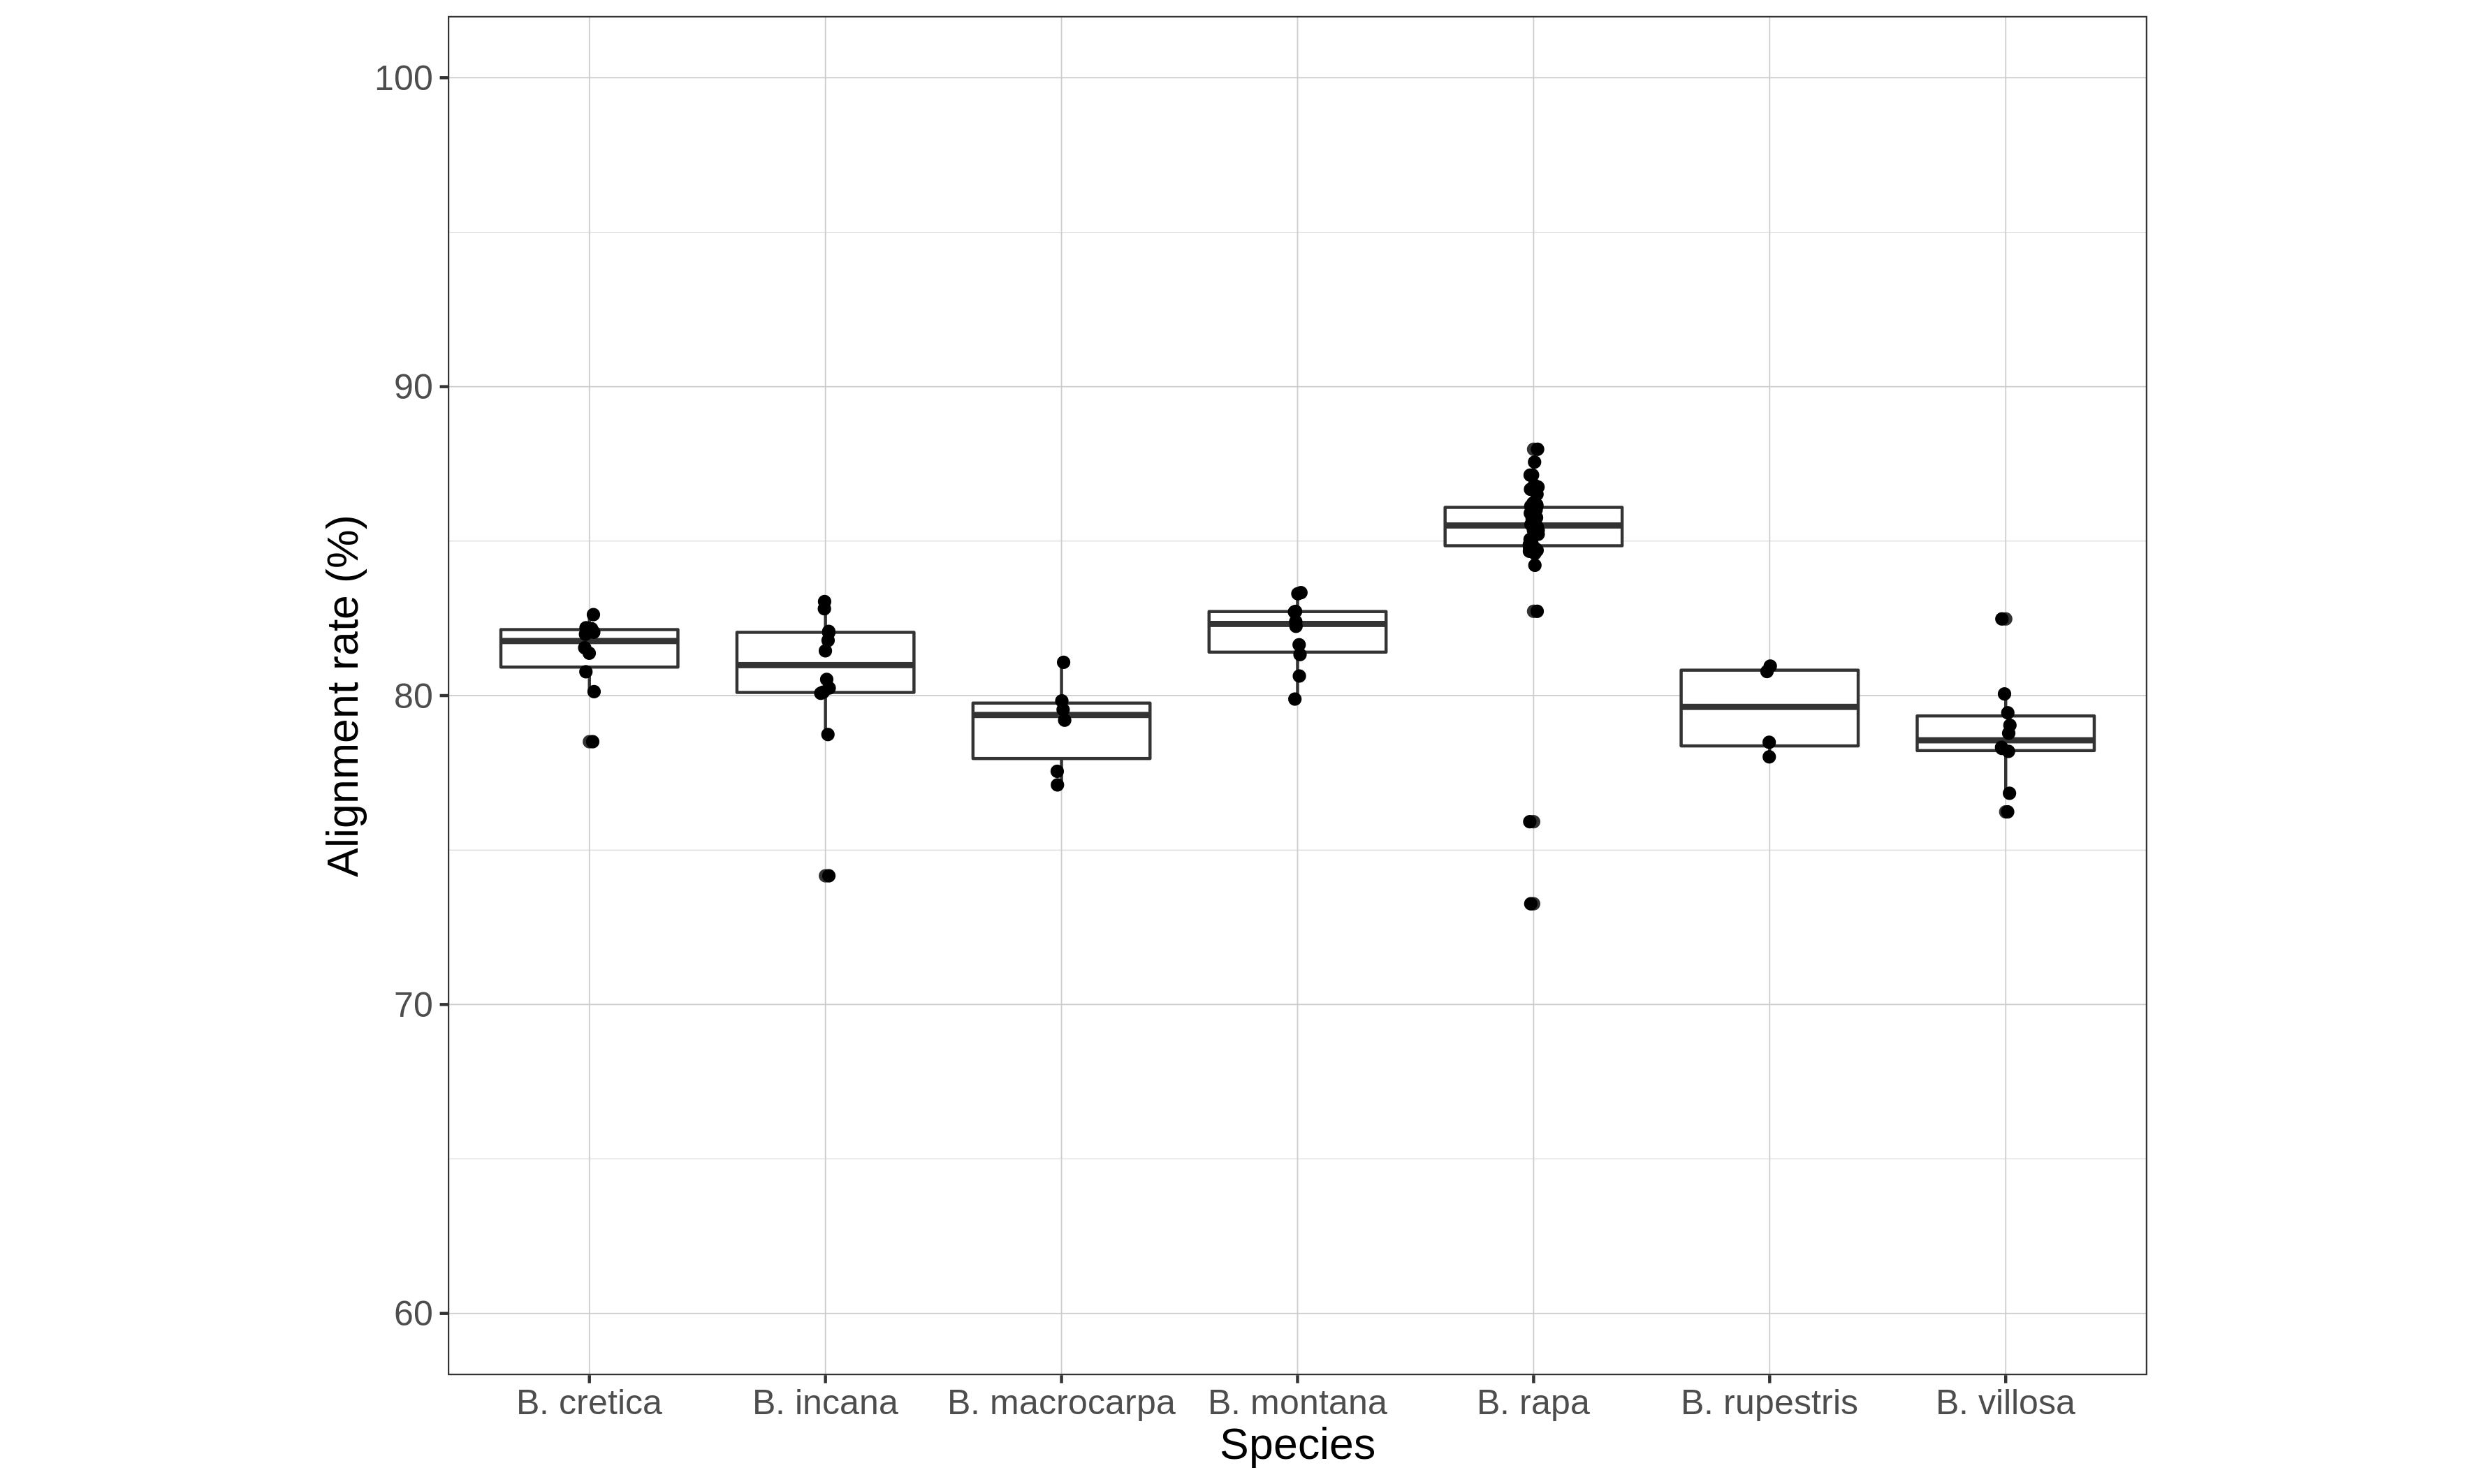 Alignment rate (%)
100
90
80
70
60
B. cretica
B. incana
B. macrocarpa
B. montana
B. rapa
B. rupestris
B. villosa
Species